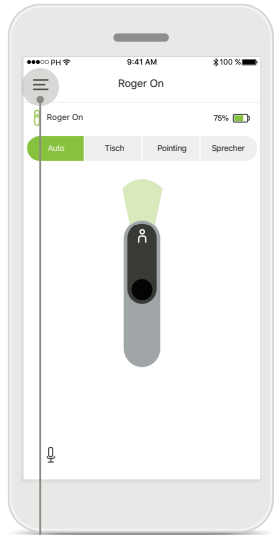 PH 9:41 AM 100 %
Roger On
Roger On 75%
Auto Tisch Pointing Sprecher